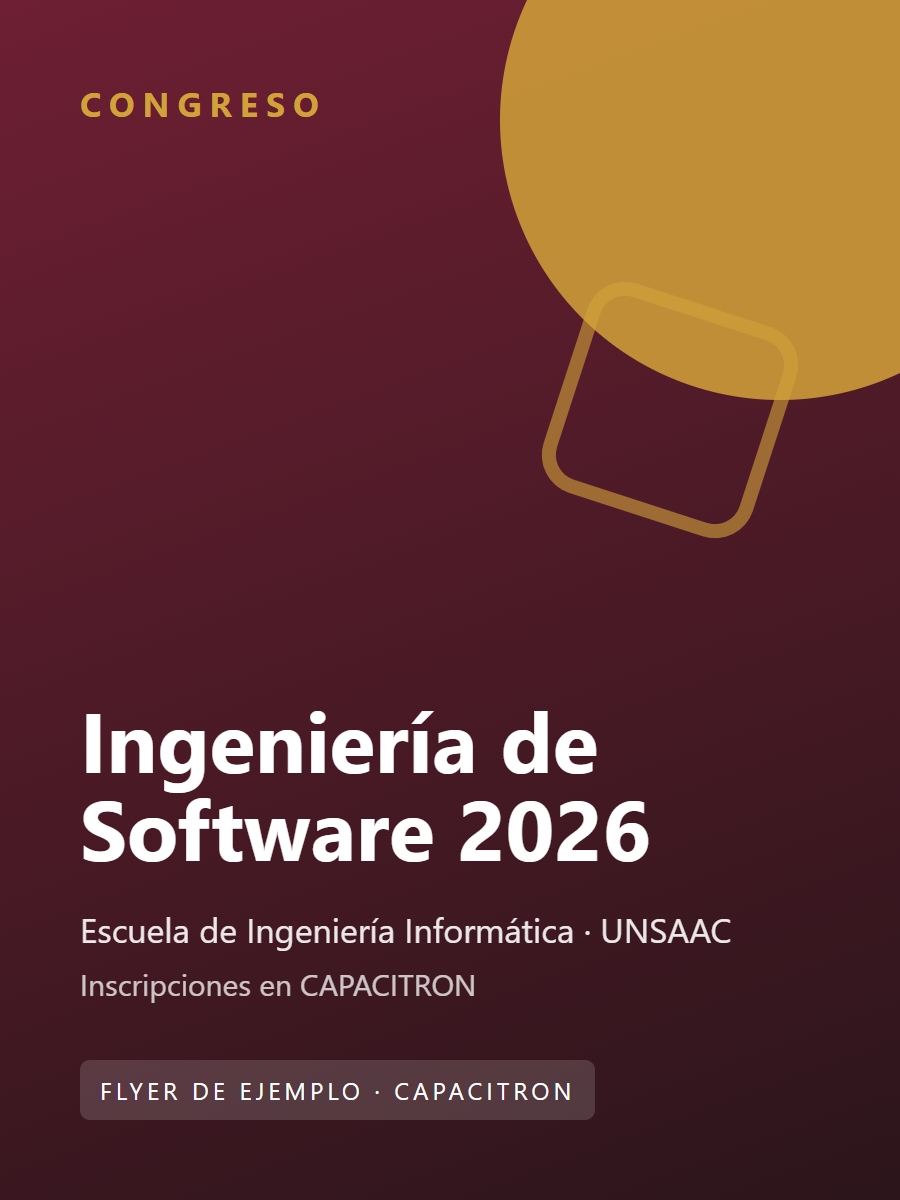 CONGRESO
Ingeniería de
Software 2026
Escuela de Ingeniería Informática · UNSAAC
Inscripciones en CAPACITRON
FLYER DE EJEMPLO · CAPACITRON